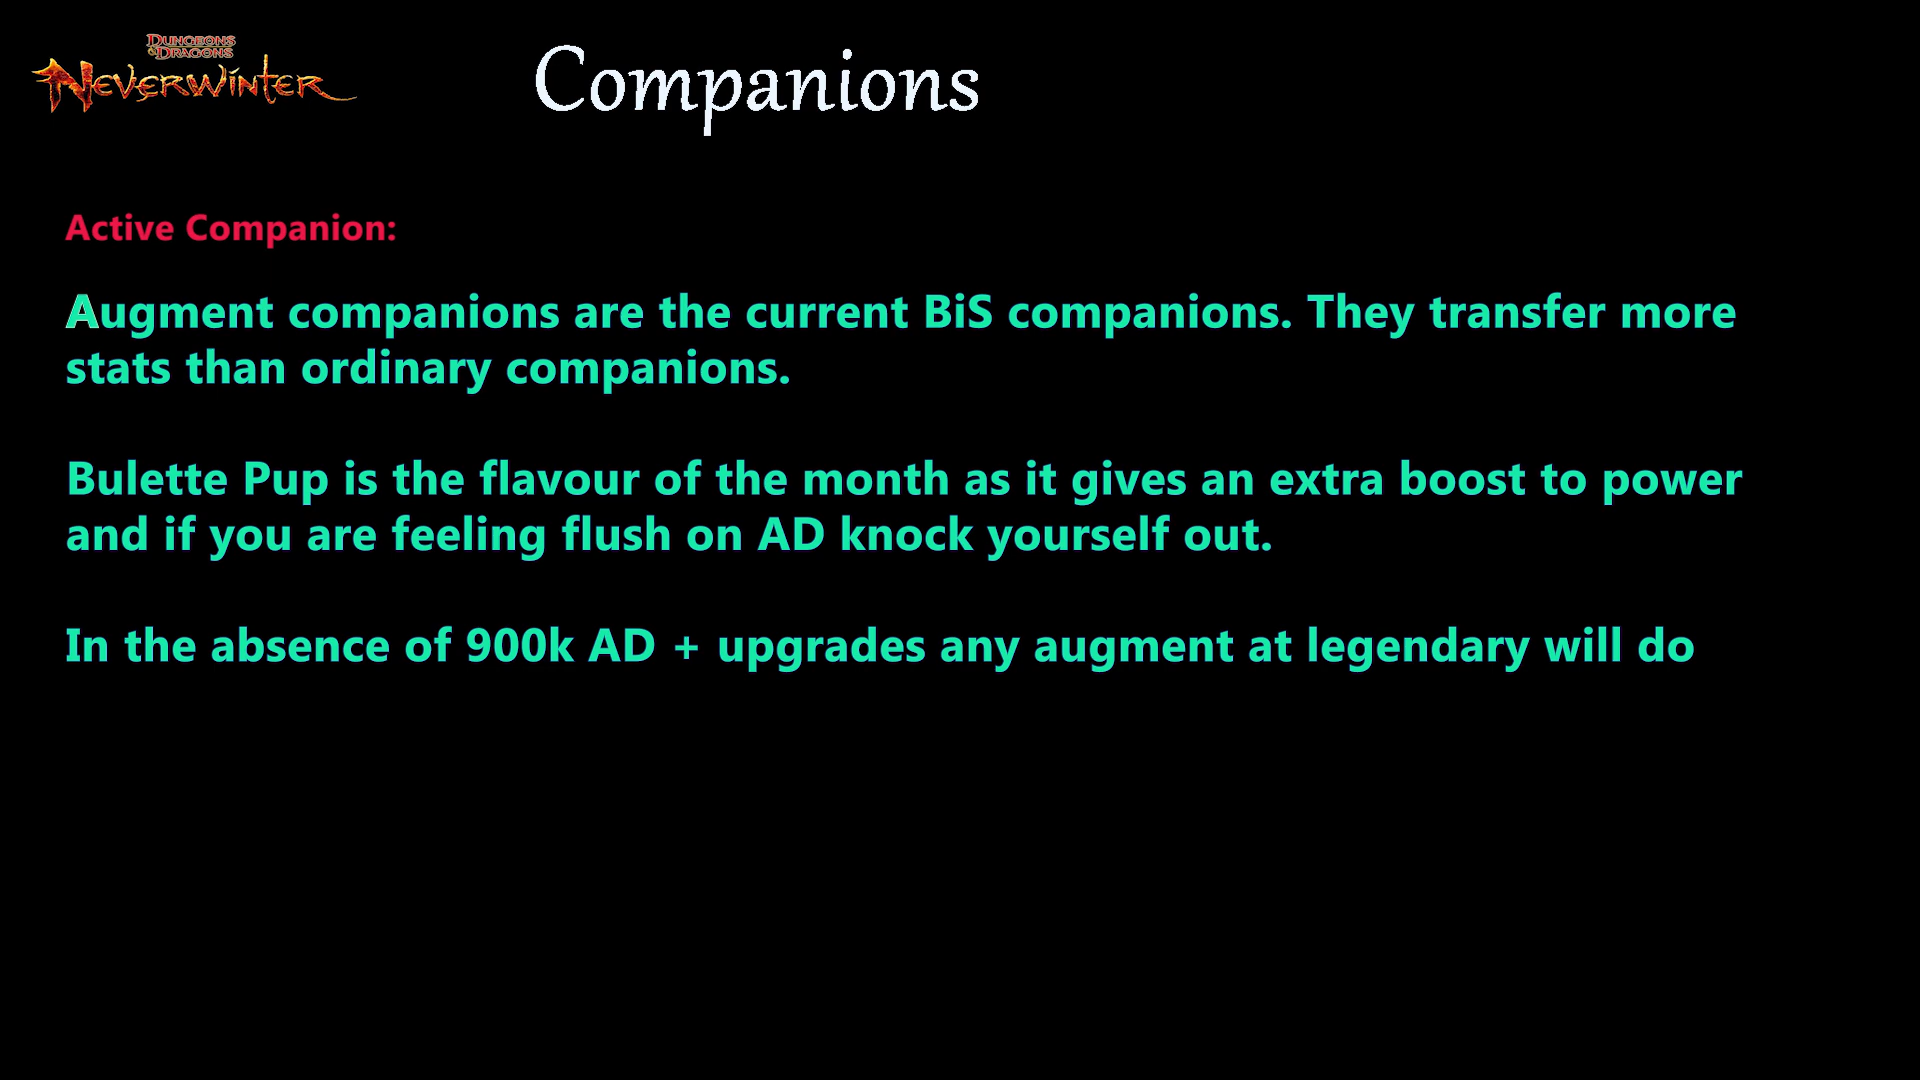 DUNGEONS
& DRAGONS
NEVERWINTER
Companions
Active Companion:
Augment companions are the current BiS companions. They transfer more
stats than ordinary companions.
Bulette Pup is the flavour of the month as it gives an extra boost to power
and if you are feeling flush on AD knock yourself out.
In the absence of 900k AD + upgrades any augment at legendary will do